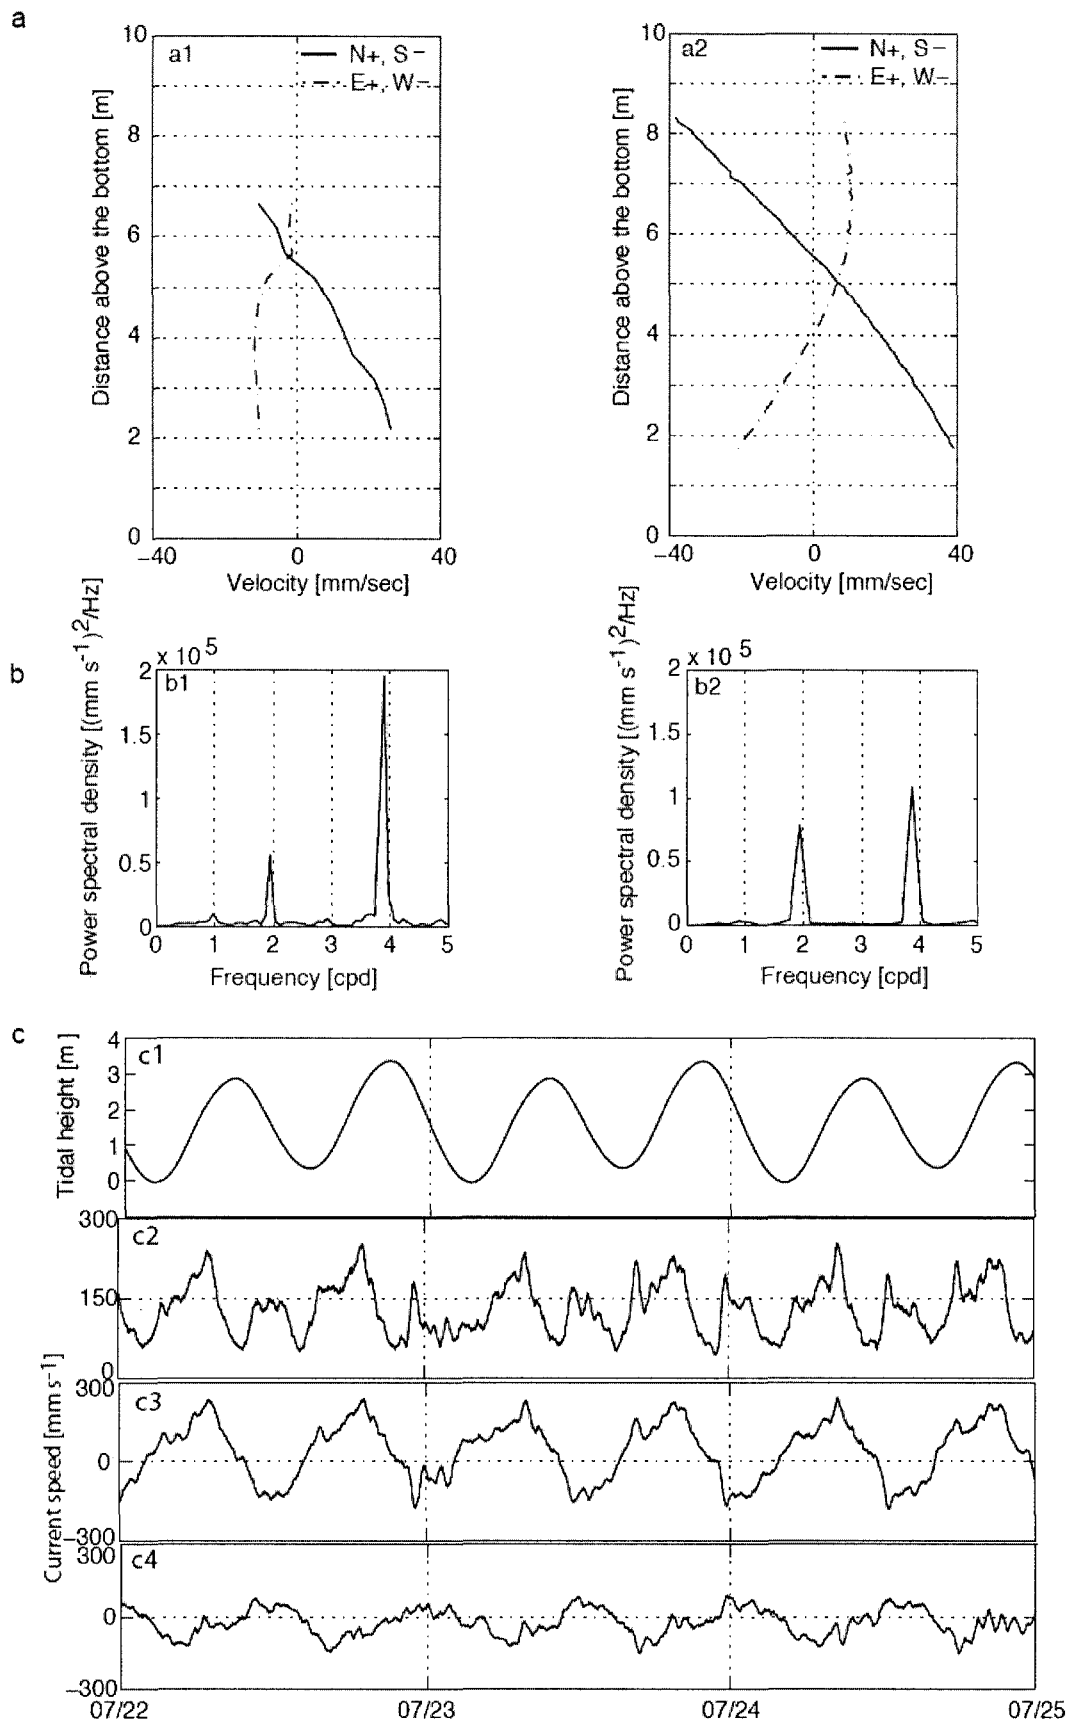 a
a1
N+, S−
E+, W−
10
8
6
4
2
0
Distance above the bottom [m]
−40
0
40
Velocity [mm/sec]
a2
N+, S−
E+, W−
10
8
6
4
2
0
Distance above the bottom [m]
−40
0
40
Velocity [mm/sec]
b
x 10 5
b1
2
1.5
1
0.5
0
Power spectral density [(mm s-1)2/Hz]
0 1 2 3 4 5
Frequency [cpd]
x 10 5
b2
2
1.5
1
0.5
0
Power spectral density [(mm s-1)2/Hz]
0 1 2 3 4 5
Frequency [cpd]
c
c1
4
3
2
1
0
Tidal height [m]
c2
300
150
0
c3
300
0
−300
Current speed [mm s-1]
c4
300
0
−300
07/22 07/23 07/24 07/25